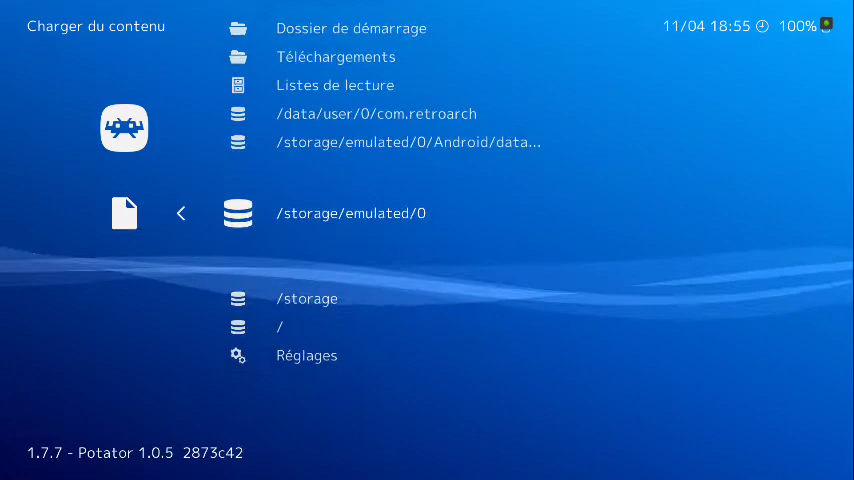 Charger du contenu
11/04 18:55 100%
Dossier de démarrage
Téléchargements
Listes de lecture
/data/user/0/com.retroarch
/storage/emulated/0/Android/data...
/storage/emulated/0
/storage
/
Réglages
1.7.7 - Potator 1.0.5 2873c42